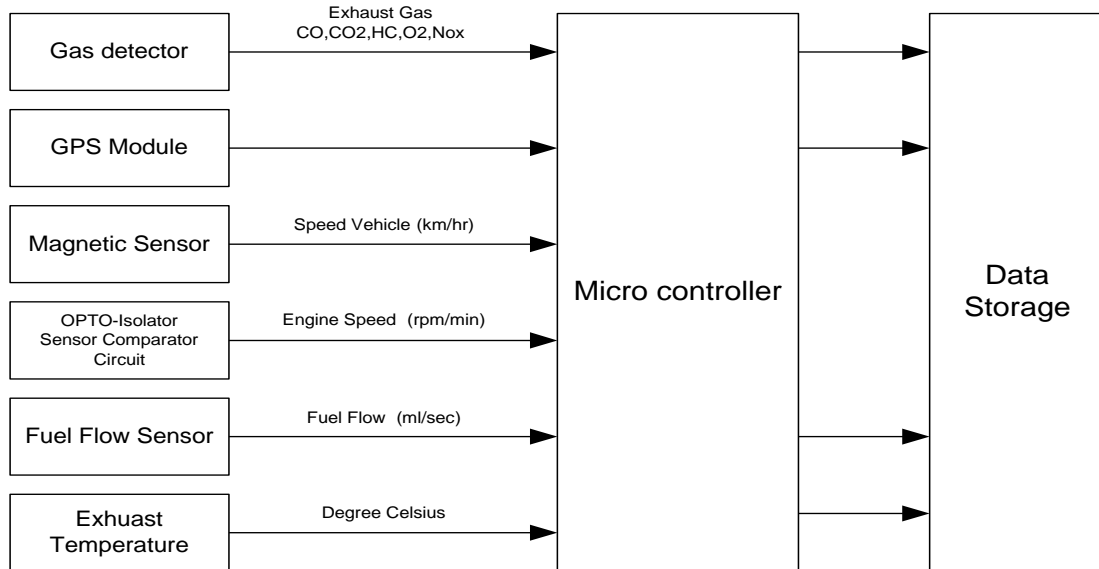 Gas detector
Exhaust Gas
CO,CO2,HC,O2,Nox
GPS Module
Magnetic Sensor
Speed Vehicle (km/hr)
OPTO-Isolator
Sensor Comparator
Circuit
Engine Speed (rpm/min)
Fuel Flow Sensor
Fuel Flow (ml/sec)
Exhuast
Temperature
Degree Celsius
Micro controller
Data
Storage